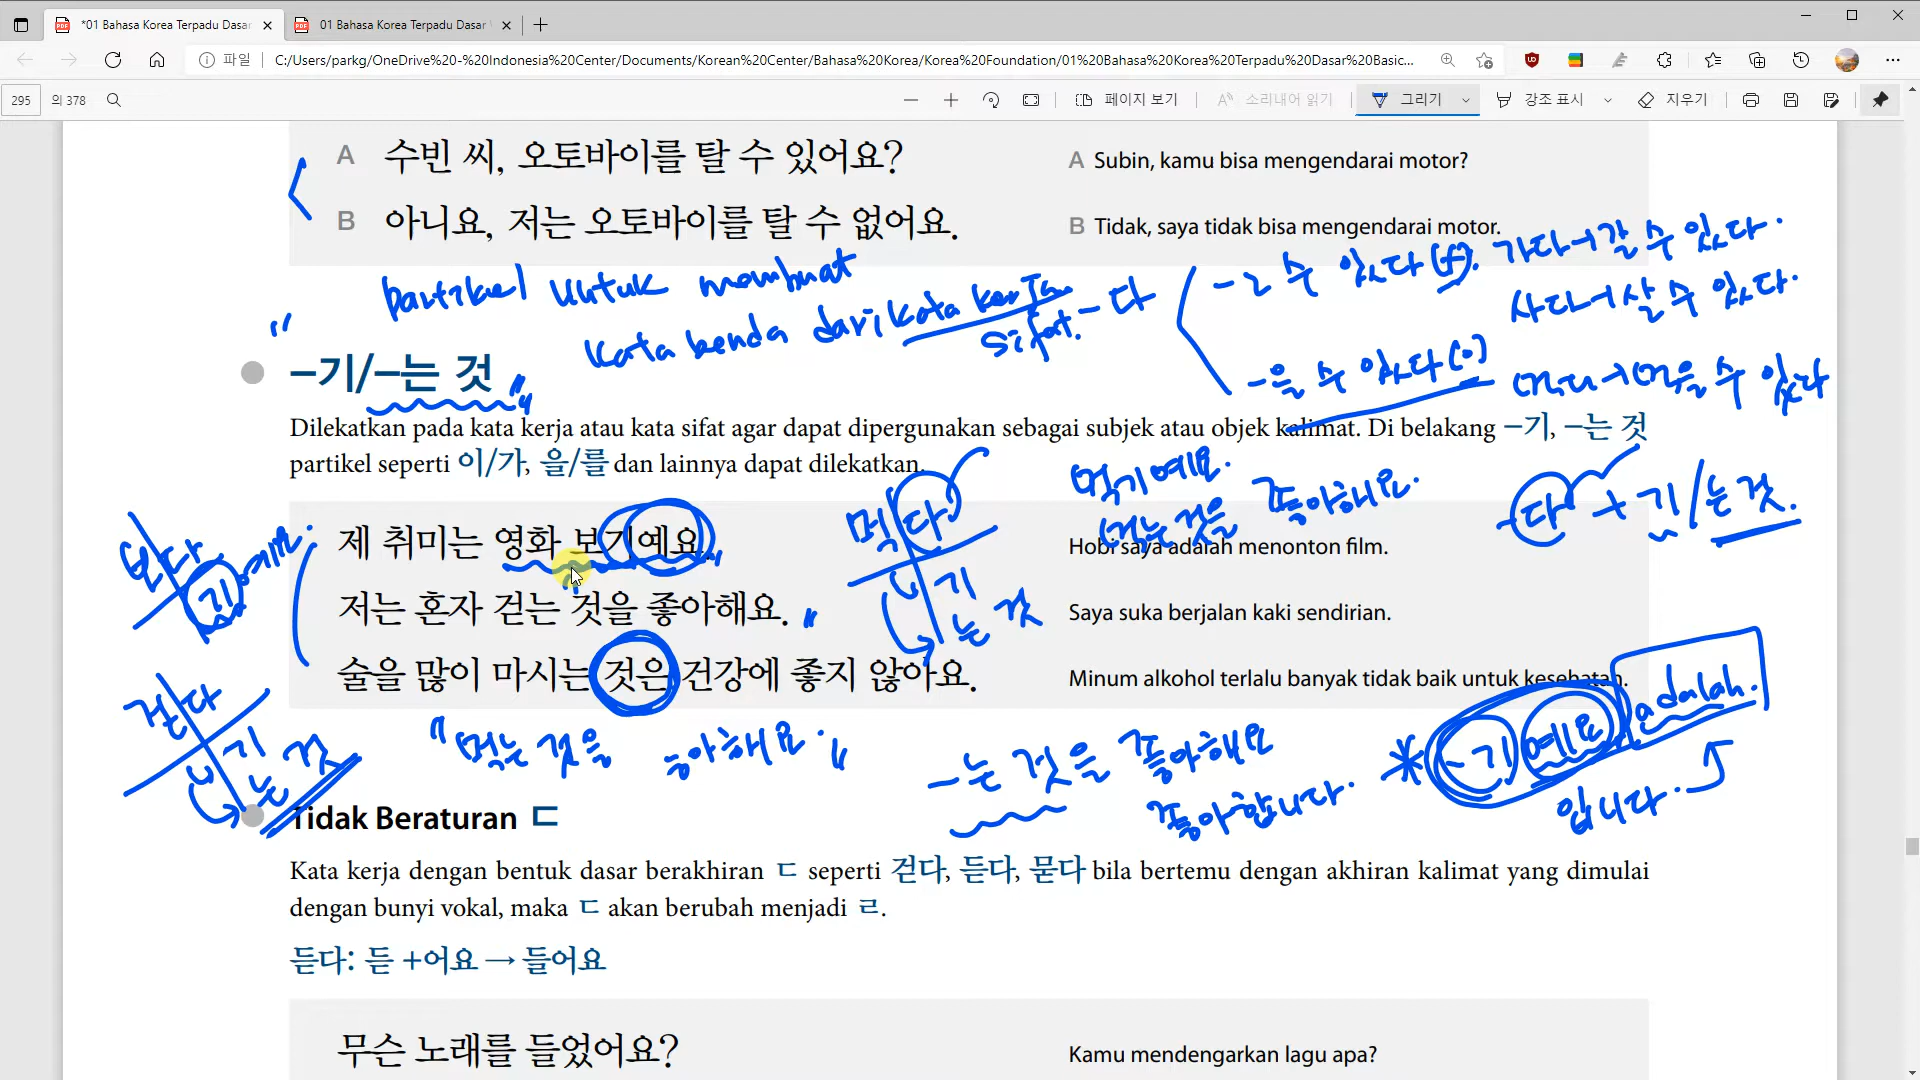 *01 Bahasa Korea Terpadu Dasar
01 Bahasa Korea Terpadu Dasar
파일
C:/Users/parkg/OneDrive%20-%20Indonesia%20Center/Documents/Korean%20Center/Bahasa%20Korea/Korea%20Foundation/01%20Bahasa%20Korea%20Terpadu%20Dasar%20Basic...
295 의 378
페이지 보기
소리내어 읽기
그리기
강조 표시
지우기
A 수빈 씨, 오토바이를 탈 수 있어요?
A Subin, kamu bisa mengendarai motor?
B 아니요, 저는 오토바이를 탈 수 없어요.
B Tidak, saya tidak bisa mengendarai motor.
partikel untuk membuat
kata benda dari kata kerja
sifat. -다
-ㄹ 수 있다 (f). 가다→갈 수 있다.
사다→살 수 있다.
-을 수 있다 (o)
먹다→먹을 수 있다
–기/–는 것
Dilekatkan pada kata kerja atau kata sifat agar dapat dipergunakan sebagai subjek atau objek kalimat. Di belakang –기, –는 것
partikel seperti 이/가, 을/를 dan lainnya dapat dilekatkan.
먹기예요.
먹는 것을 좋아해요.
-다 + 기/는 것.
먹다
기
는 것
보다
기 예요.
제 취미는 영화 보기예요.
Hobi saya adalah menonton film.
저는 혼자 걷는 것을 좋아해요.
Saya suka berjalan kaki sendirian.
술을 많이 마시는 것은 건강에 좋지 않아요.
Minum alkohol terlalu banyak tidak baik untuk kesehatan.
걷다
기
는 것
"먹는 것을 좋아해요."
-는 것을 좋아해요
좋아합니다.
* -기 예요 adalah.
입니다.
Tidak Beraturan ㄷ
Kata kerja dengan bentuk dasar berakhiran ㄷ seperti 걷다, 듣다, 묻다 bila bertemu dengan akhiran kalimat yang dimulai
dengan bunyi vokal, maka ㄷ akan berubah menjadi ㄹ.
듣다: 듣 +어요 → 들어요
무슨 노래를 들었어요?
Kamu mendengarkan lagu apa?